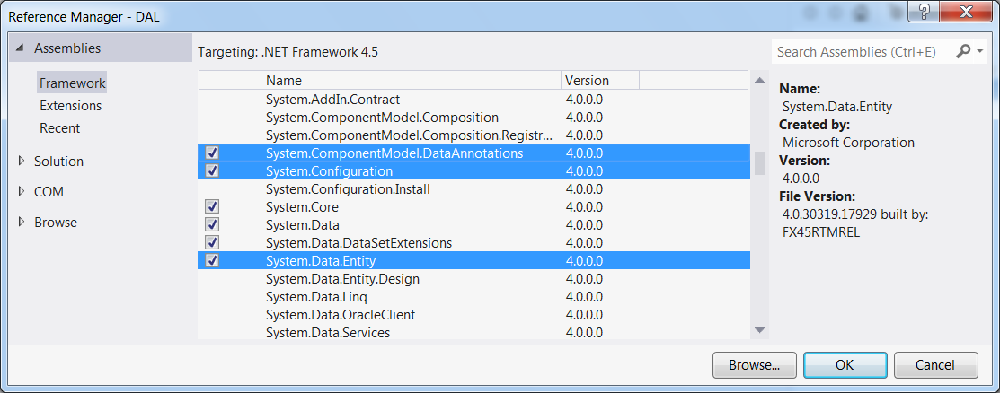 Reference Manager - DAL
? X
Assemblies
Framework
Extensions
Recent
Solution
COM
Browse
Targeting: .NET Framework 4.5
Name Version
System.AddIn.Contract 4.0.0.0
System.ComponentModel.Composition 4.0.0.0
System.ComponentModel.Composition.Registr... 4.0.0.0
System.ComponentModel.DataAnnotations 4.0.0.0
System.Configuration 4.0.0.0
System.Configuration.Install 4.0.0.0
System.Core 4.0.0.0
System.Data 4.0.0.0
System.Data.DataSetExtensions 4.0.0.0
System.Data.Entity 4.0.0.0
System.Data.Entity.Design 4.0.0.0
System.Data.Linq 4.0.0.0
System.Data.OracleClient 4.0.0.0
System.Data.Services 4.0.0.0
Search Assemblies (Ctrl+E)
Name:
System.Data.Entity
Created by:
Microsoft Corporation
Version:
4.0.0.0
File Version:
4.0.30319.17929 built by:
FX45RTMREL
Browse... OK Cancel